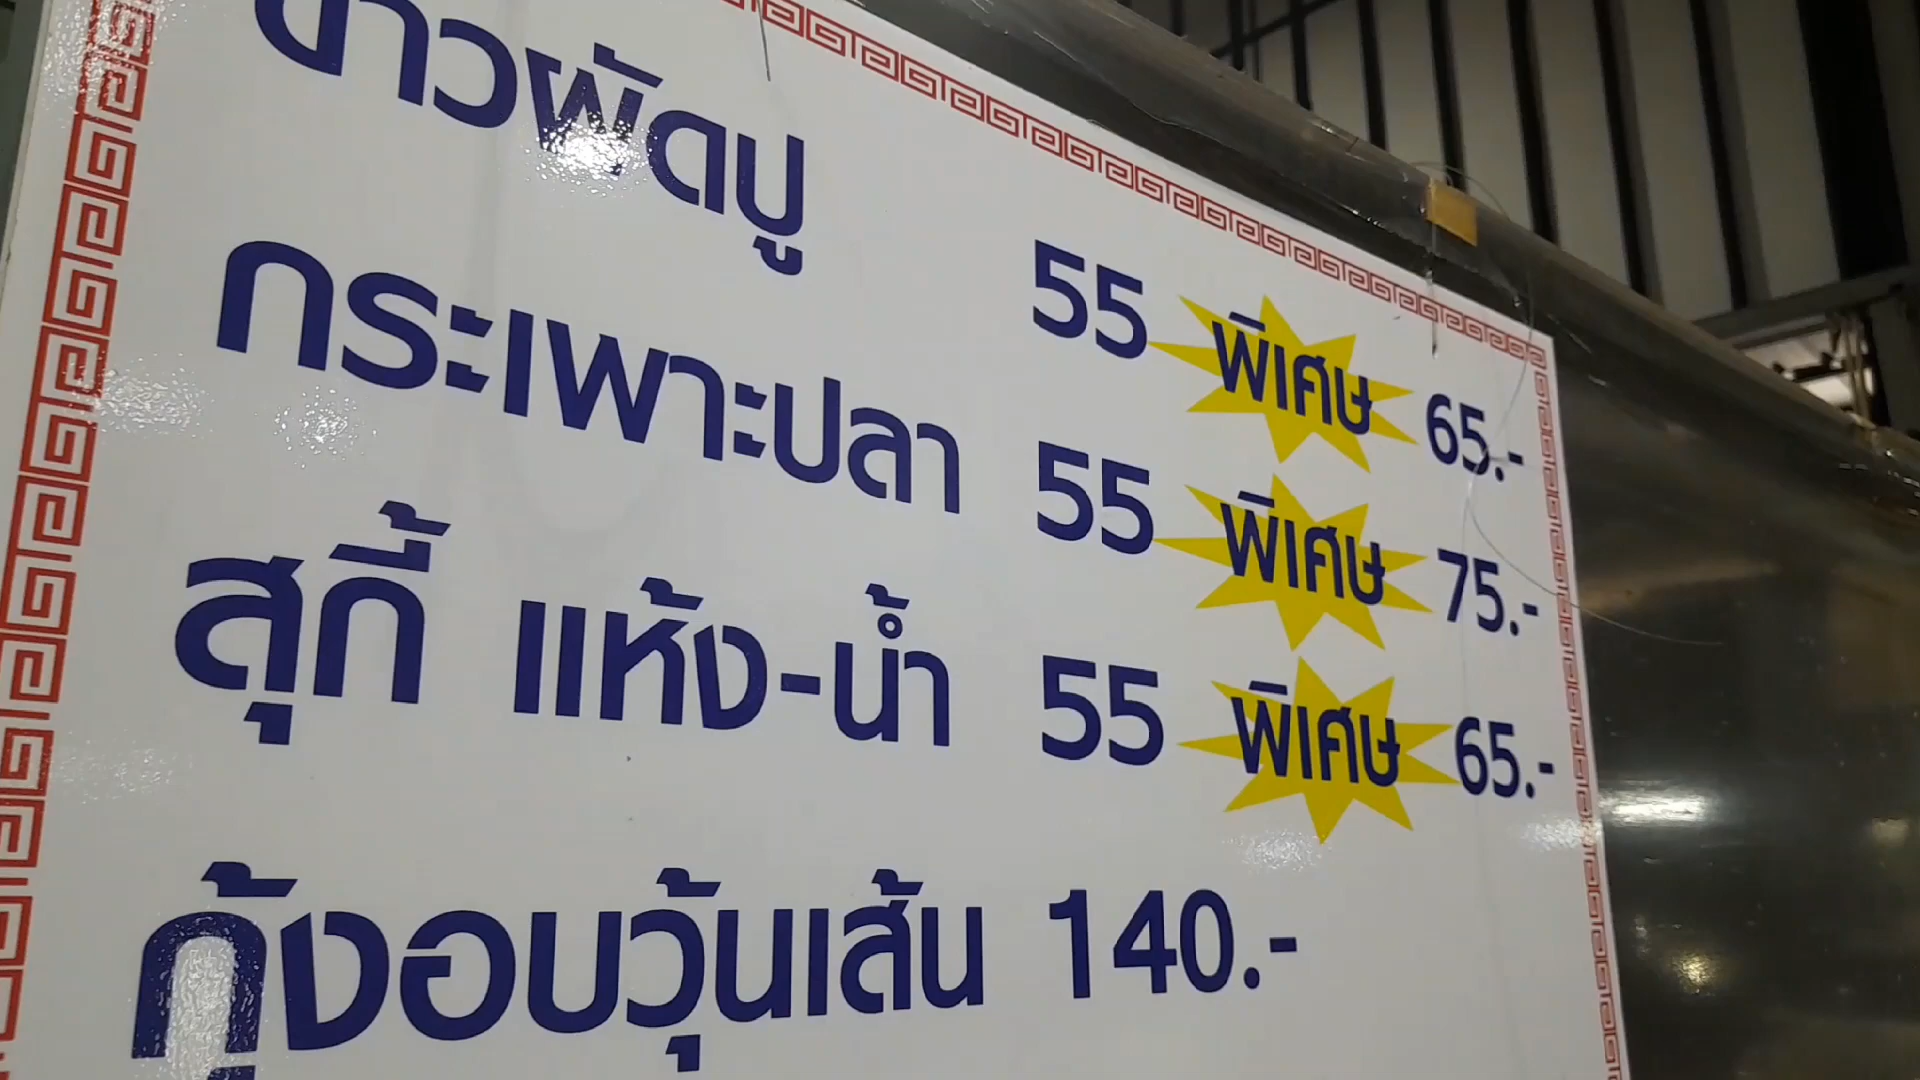 ข้าวผัดปู 55 พิเศษ 65.-
กระเพาะปลา 55 พิเศษ 75.-
สุกี้ แห้ง-น้ำ 55 พิเศษ 65.-
กุ้งอบวุ้นเส้น 140.-